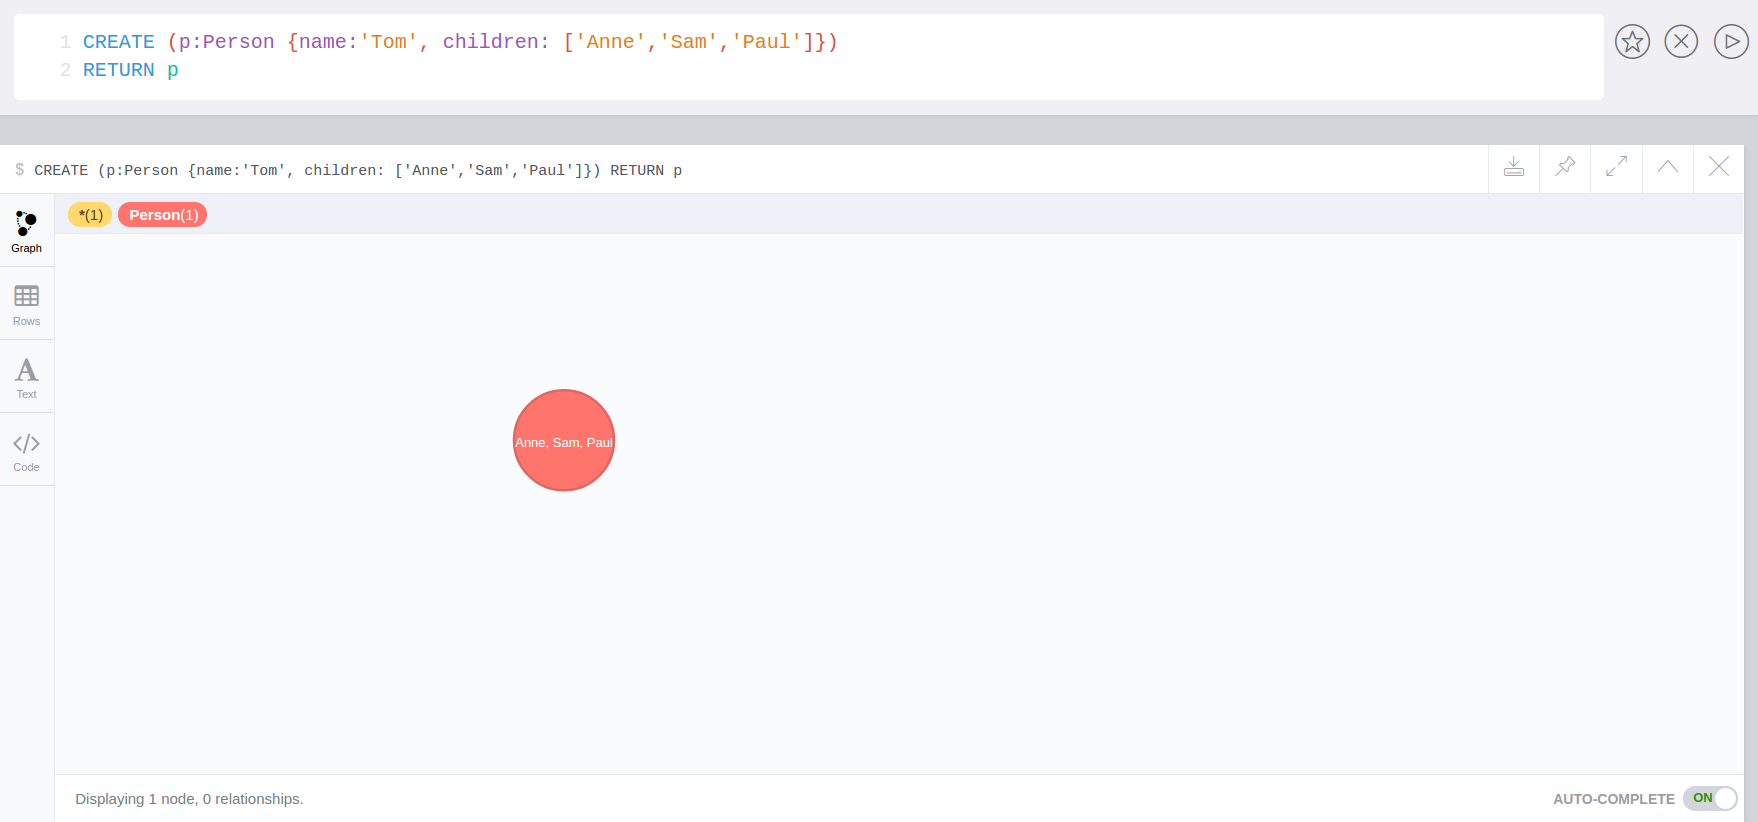 1 CREATE (p:Person {name:'Tom', children: ['Anne','Sam','Paul']})
2 RETURN p
$ CREATE (p:Person {name:'Tom', children: ['Anne','Sam','Paul']}) RETURN p
*(1) Person(1)
Graph
Rows
Text
Code
Anne, Sam, Paul
Displaying 1 node, 0 relationships.
AUTO-COMPLETE ON